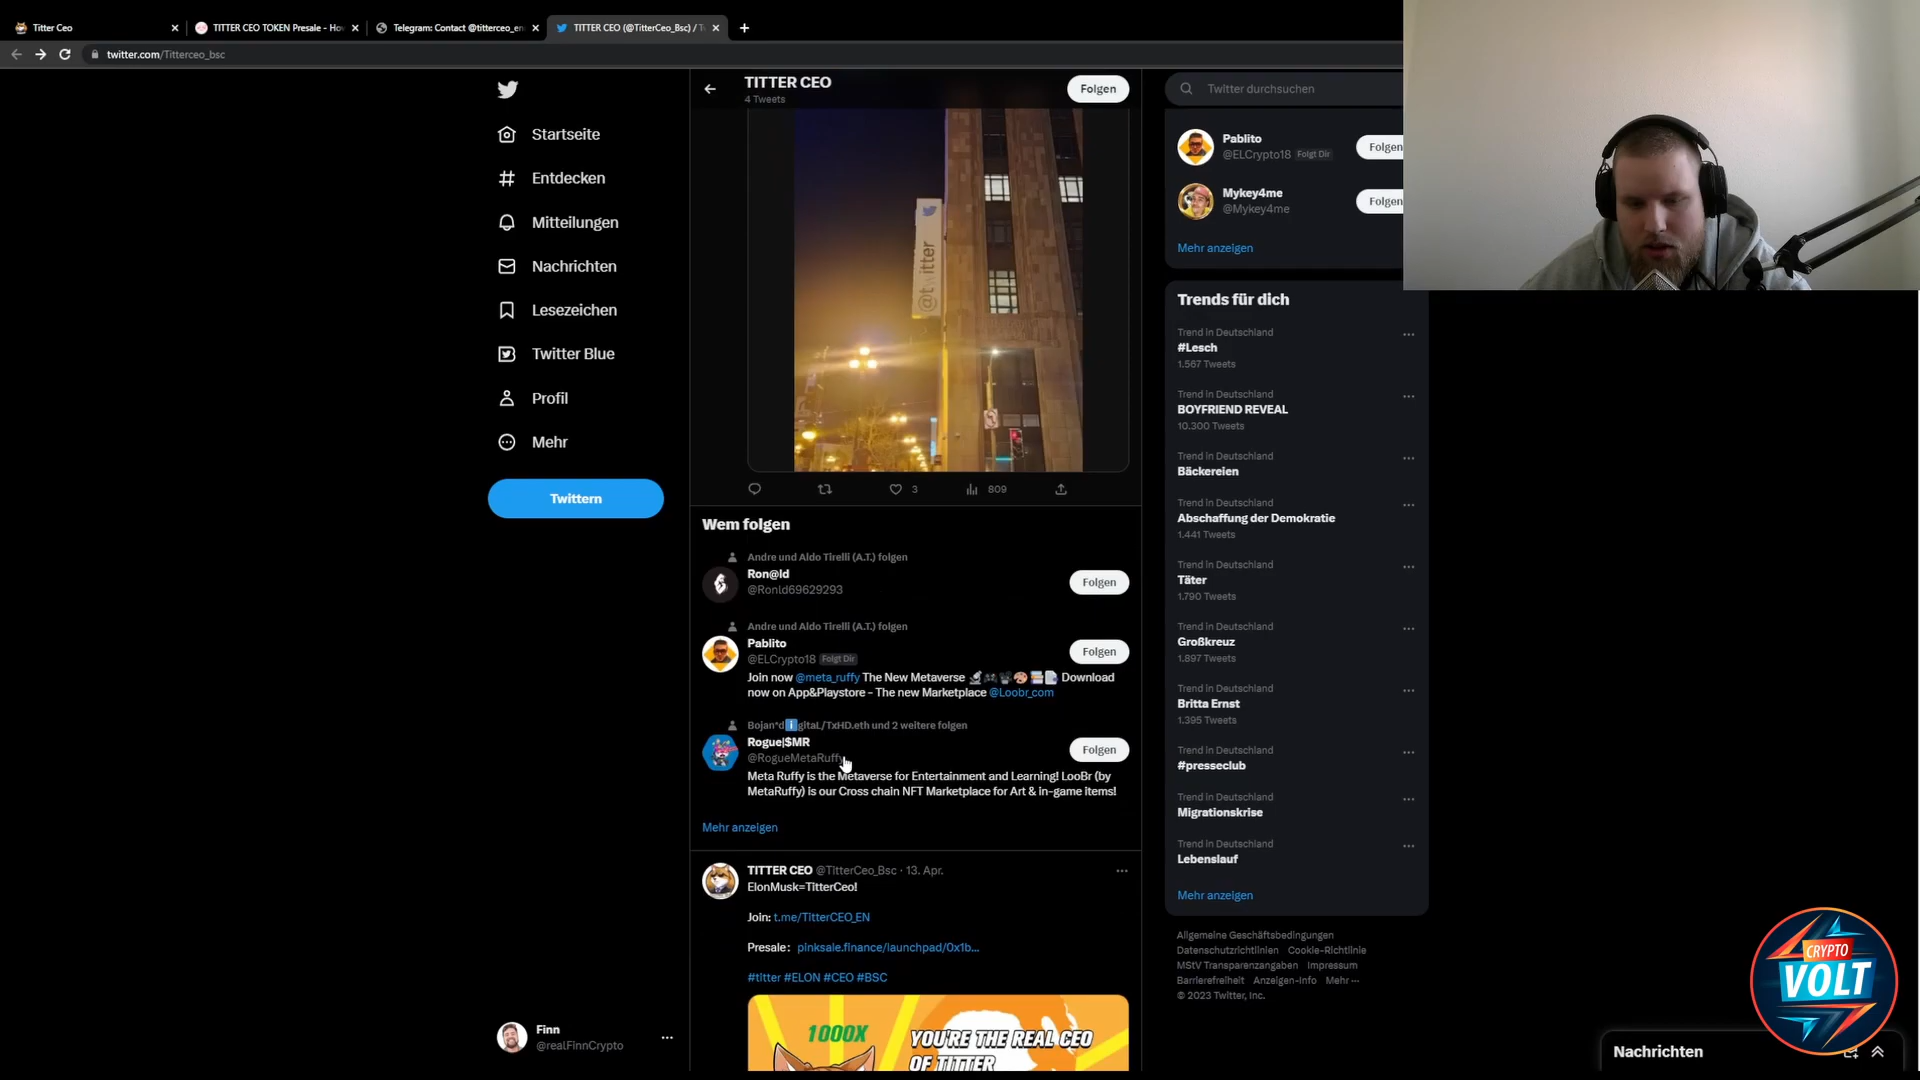 Titter Ceo
TITTER CEO TOKEN Presale - How
Telegram: Contact @titterceo_en
TITTER CEO (@TitterCeo_Bsc) / T
twitter.com/Titterceo_bsc
Startseite
Entdecken
Mitteilungen
Nachrichten
Lesezeichen
Twitter Blue
Profil
Mehr
Twittern
Finn
@realFinnCrypto
TITTER CEO
4 Tweets
Folgen
@twitter
3
809
Wem folgen
Andre und Aldo Tirelli (A.T.) folgen
Ron@ld
@Ronld69629293
Folgen
Andre und Aldo Tirelli (A.T.) folgen
Pablito
@ELCrypto18 Folgt Dir
Folgen
Join now @meta_ruffy The New Metaverse Download
now on App&Playstore - The new Marketplace @Loobr_com
Bojan*d gitaL/TxHD.eth und 2 weitere folgen
Rogue|$MR
@RogueMetaRuffy
Folgen
Meta Ruffy is the Metaverse for Entertainment and Learning! LooBr (by
MetaRuffy) is our Cross chain NFT Marketplace for Art & in-game items!
Mehr anzeigen
TITTER CEO @TitterCeo_Bsc · 13. Apr.
ElonMusk=TitterCeo!
Join: t.me/TitterCEO_EN
Presale: pinksale.finance/launchpad/0x1b...
#titter #ELON #CEO #BSC
1000X
YOU'RE THE REAL CEO
OF TITTER
Twitter durchsuchen
Pablito
@ELCrypto18 Folgt Dir
Folgen
Mykey4me
@Mykey4me
Folgen
Mehr anzeigen
Trends für dich
Trend in Deutschland
#Lesch
1.567 Tweets
Trend in Deutschland
BOYFRIEND REVEAL
10.300 Tweets
Trend in Deutschland
Bäckereien
Trend in Deutschland
Abschaffung der Demokratie
1.441 Tweets
Trend in Deutschland
Täter
1.790 Tweets
Trend in Deutschland
Großkreuz
1.897 Tweets
Trend in Deutschland
Britta Ernst
1.395 Tweets
Trend in Deutschland
#presseclub
Trend in Deutschland
Migrationskrise
Trend in Deutschland
Lebenslauf
Mehr anzeigen
Allgemeine Geschäftsbedingungen
Datenschutzrichtlinien Cookie-Richtlinie
MStV Transparenzangaben Impressum
Barrierefreiheit Anzeigen-Info Mehr ···
© 2023 Twitter, Inc.
Nachrichten
CRYPTO
VOLT